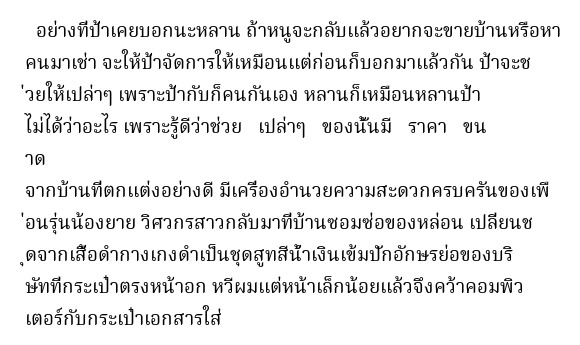 อย่างที่ป้าเคยบอกนะหลาน ถ้าหนูจะกลับแล้วอยากจะขายบ้านหรือหา
คนมาเช่า จะให้ป้าจัดการให้เหมือนแต่ก่อนก็บอกมาแล้วกัน ป้าจะช
่วยให้เปล่าๆ เพราะป้ากับก็คนกันเอง หลานก็เหมือนหลานป้า
ไม่ได้ว่าอะไร เพราะรู้ดีว่าช่วย เปล่าๆ ของนั้นมี ราคา ขน
าด
จากบ้านที่ตกแต่งอย่างดี มีเครื่องอำนวยความสะดวกครบครันของเพื
่อนรุ่นน้องยาย วิศวกรสาวกลับมาที่บ้านซอมซ่อของหล่อน เปลี่ยนช
ุดจากเสื้อดำกางเกงดำเป็นชุดสูทสีน้ำเงินเข้มปักอักษรย่อของบริ
ษัทที่กระเป๋าตรงหน้าอก หวีผมแต่หน้าเล็กน้อยแล้วจึงคว้าคอมพิว
เตอร์กับกระเป๋าเอกสารใส่